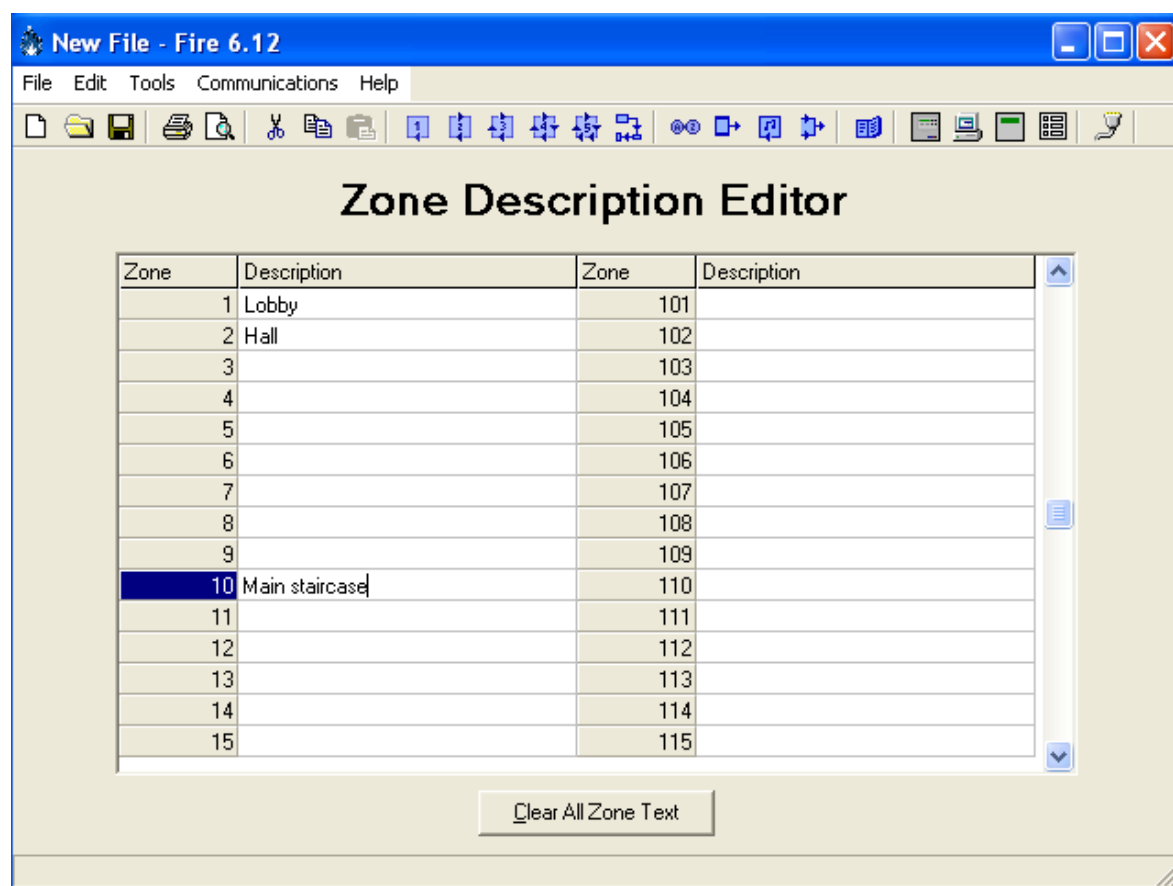 New File - Fire 6.12
File Edit Tools Communications Help
Zone Description Editor
Zone Description Zone Description
1 Lobby 101
2 Hall 102
3 103
4 104
5 105
6 106
7 107
8 108
9 109
10 Main staircase 110
11 111
12 112
13 113
14 114
15 115
Clear All Zone Text